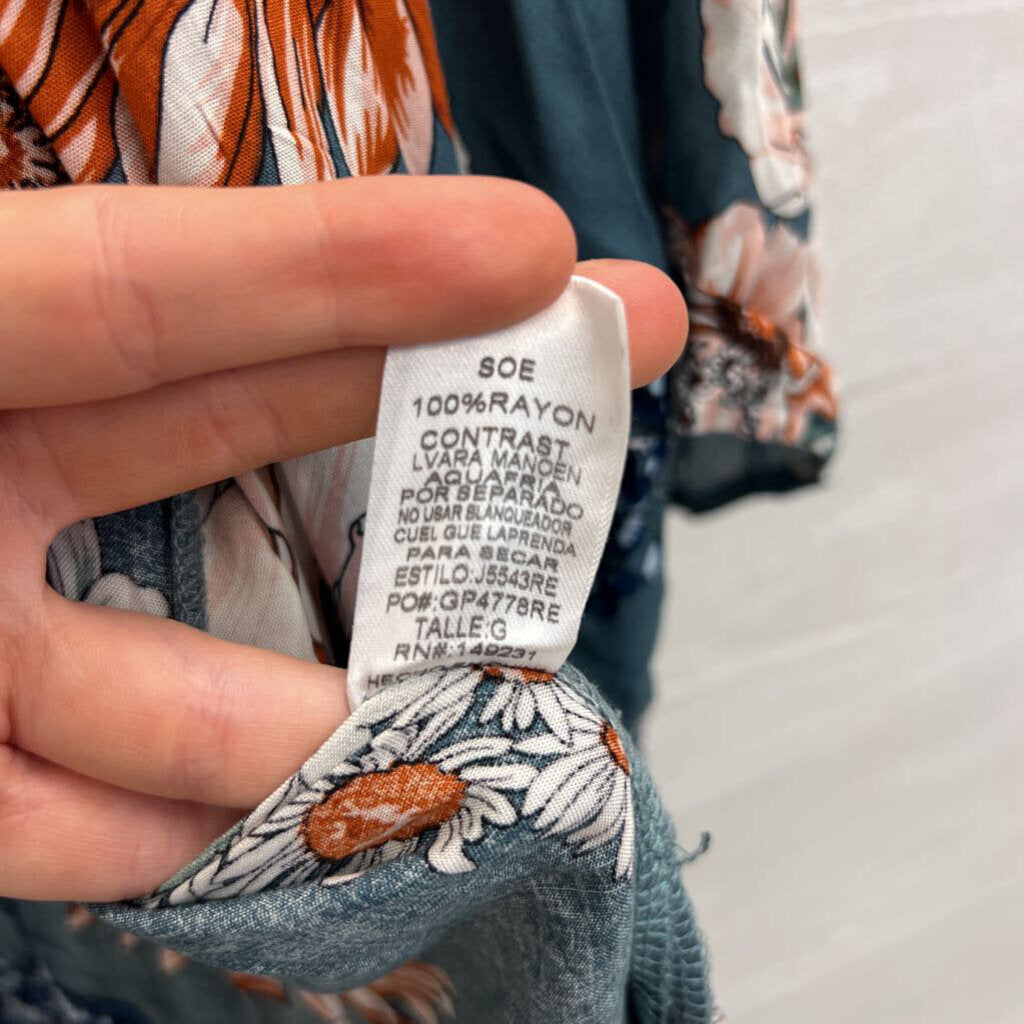 SOE
100%RAYON
CONTRAST
LVARA MANOEN
AGUAFRIA
POR SEPARADO
NO USAR BLANQUEADOR
CUEL GUE LAPRENDA
PARA SECAR
ESTILO:J5543RE
PO#:GP4778RE
TALLE:G
RN#:149231